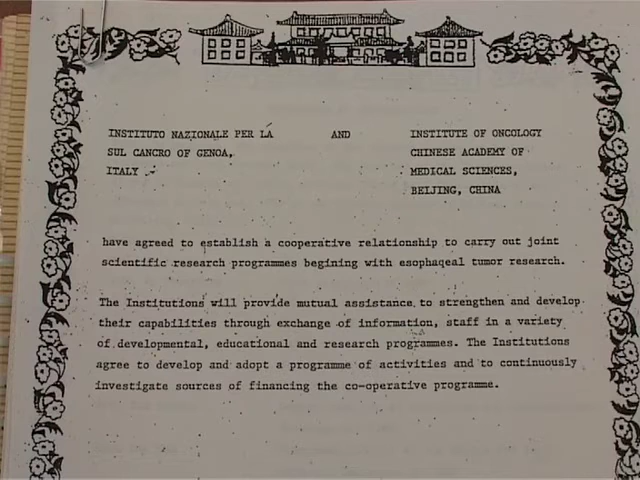 INSTITUTO NAZIONALE PER LA AND INSTITUTE OF ONCOLOGY
SUL CANCRO OF GENOA, CHINESE ACADEMY OF
ITALY MEDICAL SCIENCES,
BEIJING, CHINA
have agreed to establish a cooperative relationship to carry out joint
scientific research programmes begining with esophaqeal tumor research.
The Institutions will provide mutual assistance to strengthen and develop
their capabilities through exchange of information, staff in a variety
of developmental, educational and research programmes. The Institutions
agree to develop and adopt a programme of activities and to continuously
investigate sources of financing the co-operative programme.